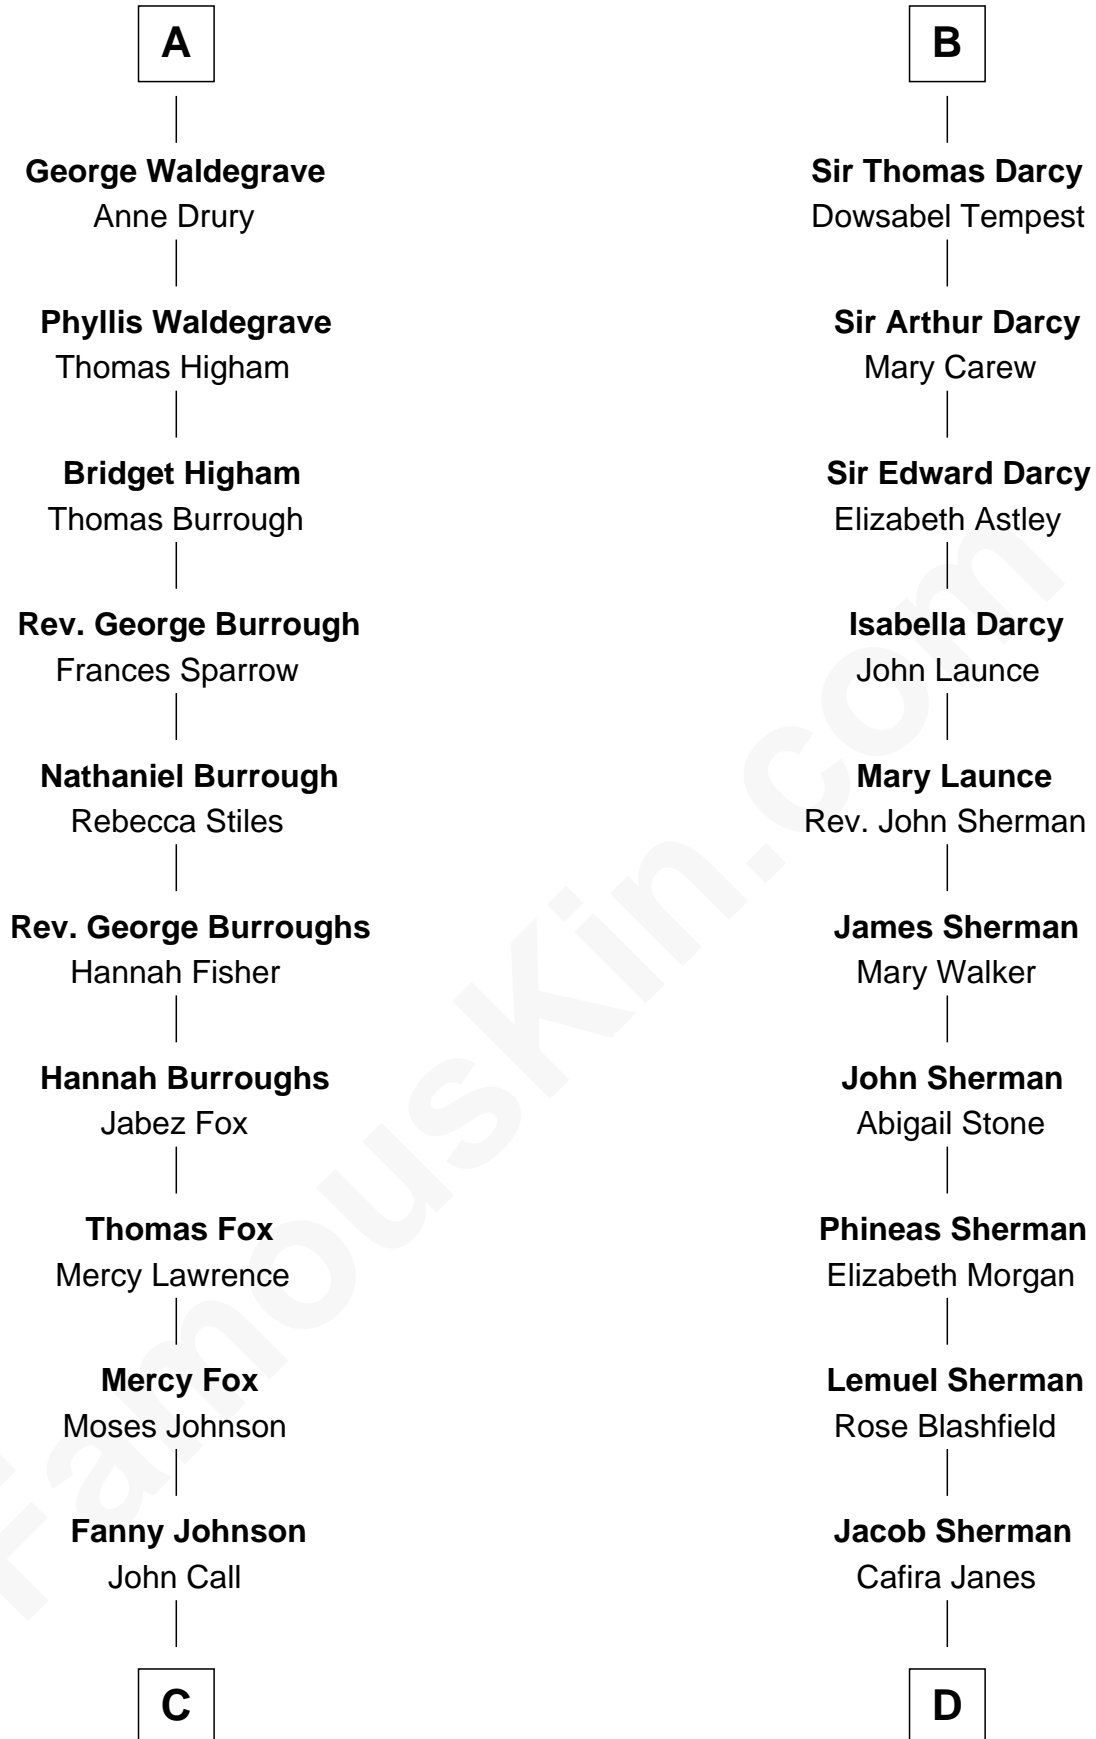 A
George Waldegrave
Anne Drury
Phyllis Waldegrave
Thomas Higham
Bridget Higham
Thomas Burrough
Rev. George Burrough
Frances Sparrow
Nathaniel Burrough
Rebecca Stiles
Rev. George Burroughs
Hannah Fisher
Hannah Burroughs
Jabez Fox
Thomas Fox
Mercy Lawrence
Mercy Fox
Moses Johnson
Fanny Johnson
John Call
C
B
Sir Thomas Darcy
Dowsabel Tempest
Sir Arthur Darcy
Mary Carew
Sir Edward Darcy
Elizabeth Astley
Isabella Darcy
John Launce
Mary Launce
Rev. John Sherman
James Sherman
Mary Walker
John Sherman
Abigail Stone
Phineas Sherman
Elizabeth Morgan
Lemuel Sherman
Rose Blashfield
Jacob Sherman
Cafira Janes
D
FamousKin.com